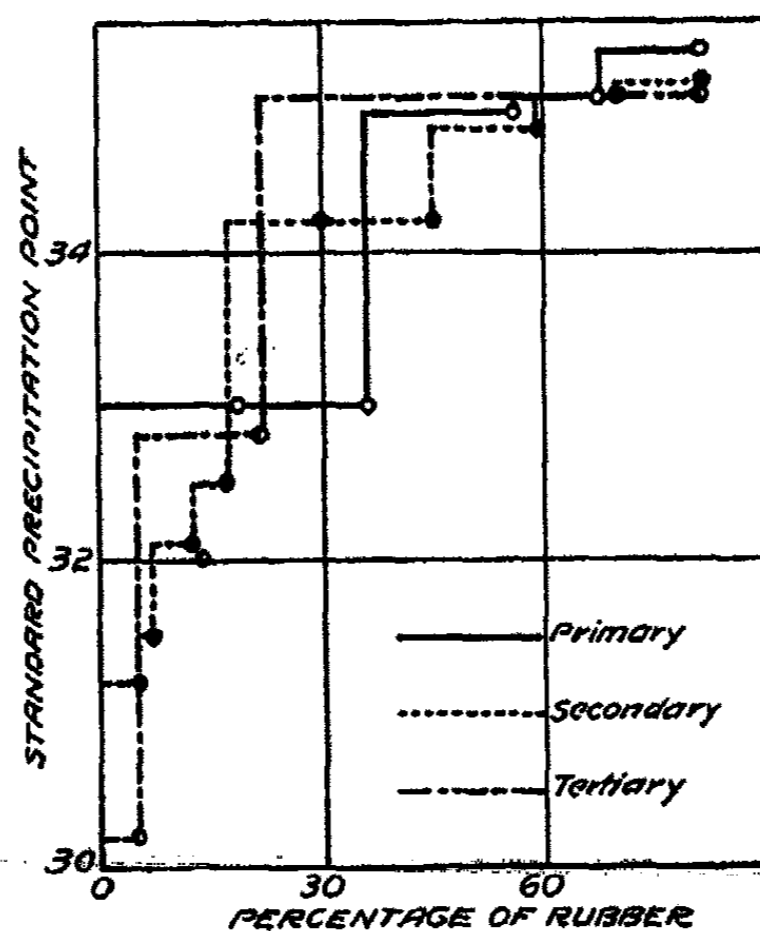 STANDARD PRECIPITATION POINT
34
32
30
Primary
Secondary
Tertiary
0 30 60
PERCENTAGE OF RUBBER